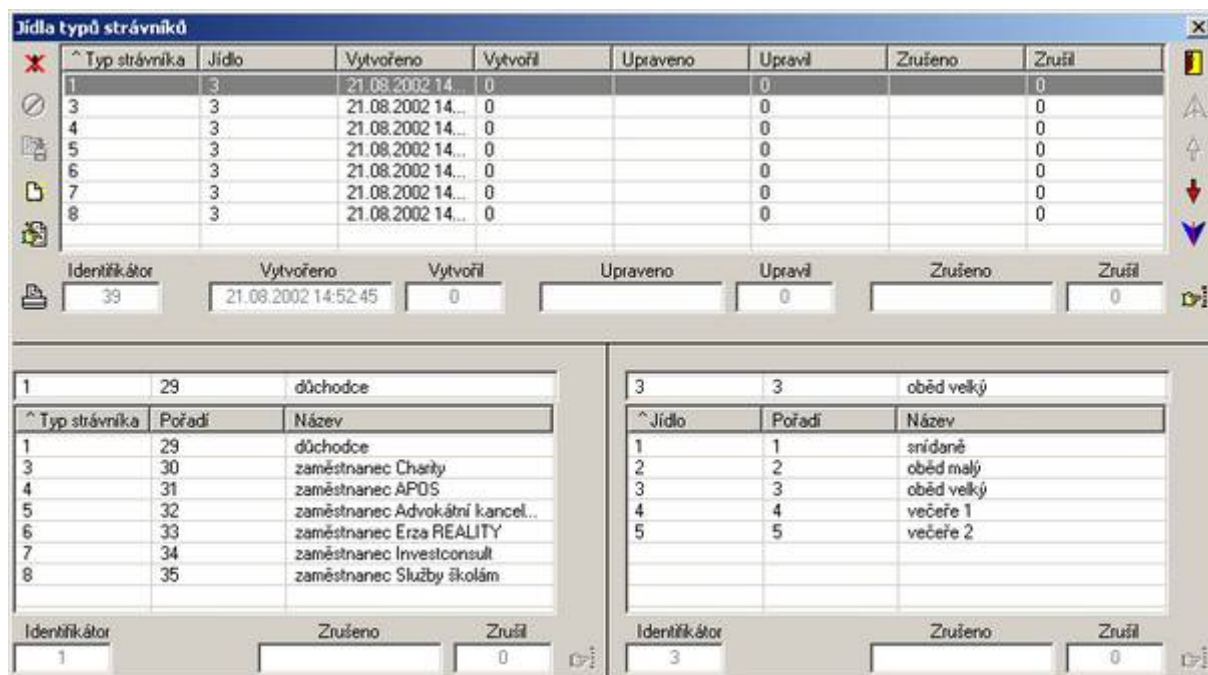 Jídla typů strávníků
^ Typ strávníka Jídlo Vytvořeno Vytvořil Upraveno Upravil Zrušeno Zrušil
1 3 21.08.2002 14... 0 0 0
3 3 21.08.2002 14... 0 0 0
4 3 21.08.2002 14... 0 0 0
5 3 21.08.2002 14... 0 0 0
6 3 21.08.2002 14... 0 0 0
7 3 21.08.2002 14... 0 0 0
8 3 21.08.2002 14... 0 0 0
Identifikátor Vytvořeno Vytvořil Upraveno Upravil Zrušeno Zrušil
39 21.08.2002 14:52:45 0 0 0
1 29 důchodce
^ Typ strávníka Pořadí Název
1 29 důchodce
3 30 zaměstnanec Charity
4 31 zaměstnanec APOS
5 32 zaměstnanec Advokátní kancel...
6 33 zaměstnanec Erza REALITY
7 34 zaměstnanec Investconsult
8 35 zaměstnanec Služby školám
Identifikátor Zrušeno Zrušil
1 0
3 3 oběd velký
^ Jídlo Pořadí Název
1 1 snídaně
2 2 oběd malý
3 3 oběd velký
4 4 večeře 1
5 5 večeře 2
Identifikátor Zrušeno Zrušil
3 0